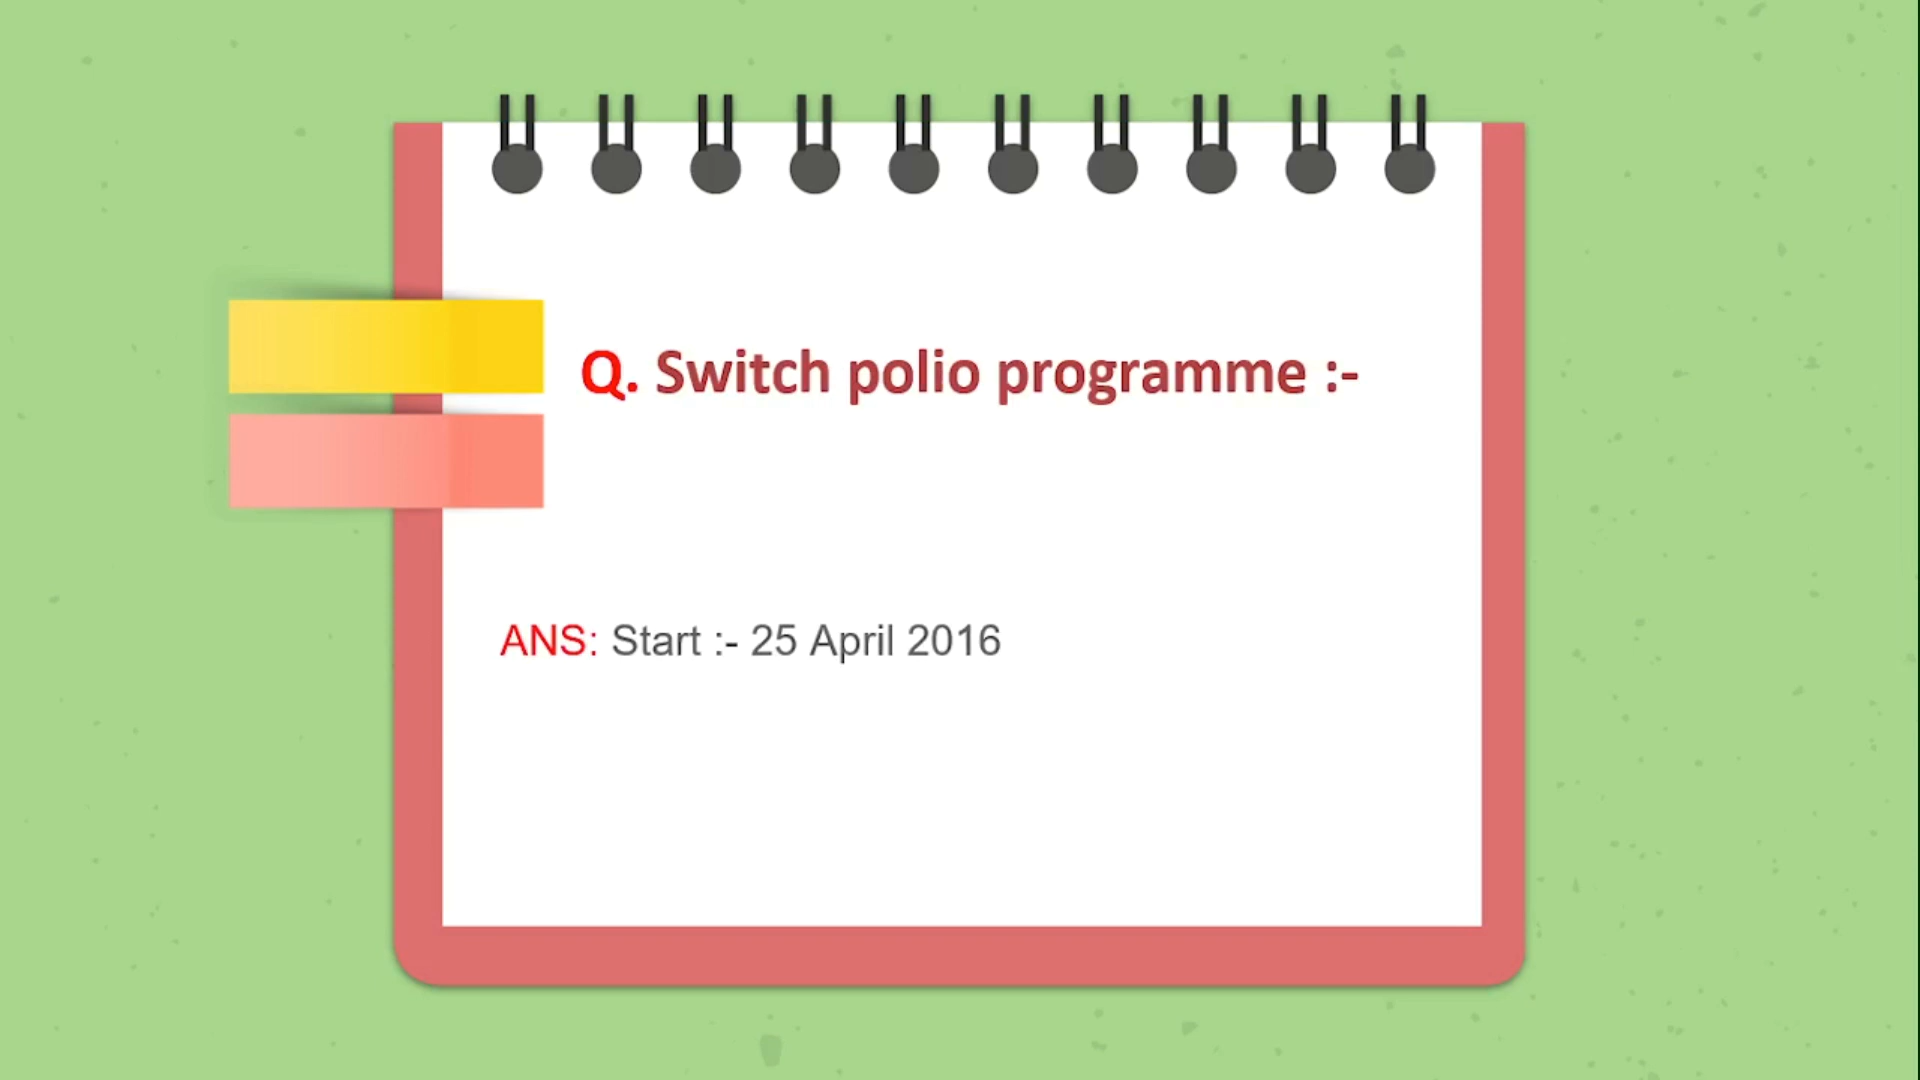 Q. Switch polio programme :-
ANS: Start :- 25 April 2016